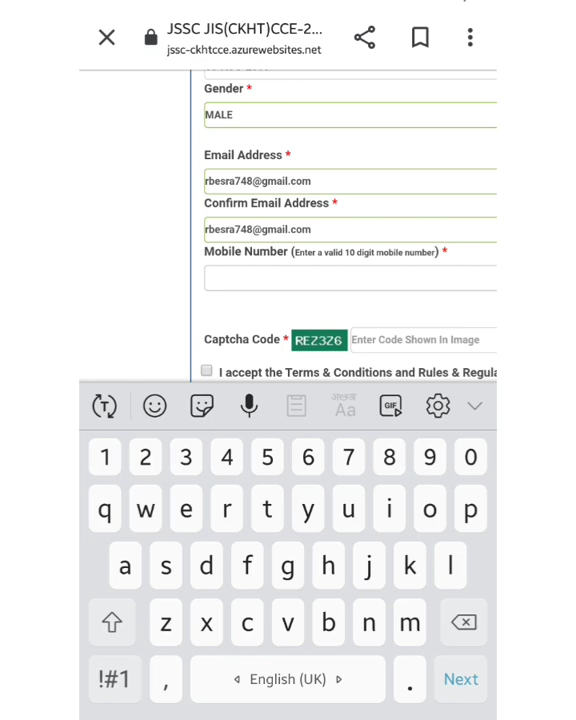 JSSC JIS(CKHT)CCE-2...
jssc-ckhtcce.azurewebsites.net
Gender *
MALE
Email Address *
rbesra748@gmail.com
Confirm Email Address *
rbesra748@gmail.com
Mobile Number (Enter a valid 10 digit mobile number) *
Captcha Code * REZ3Z6 Enter Code Shown In Image
I accept the Terms & Conditions and Rules & Regula
T Aa GIF
1 2 3 4 5 6 7 8 9 0
q w e r t y u i o p
a s d f g h j k l
z x c v b n m
!#1 , English (UK) . Next